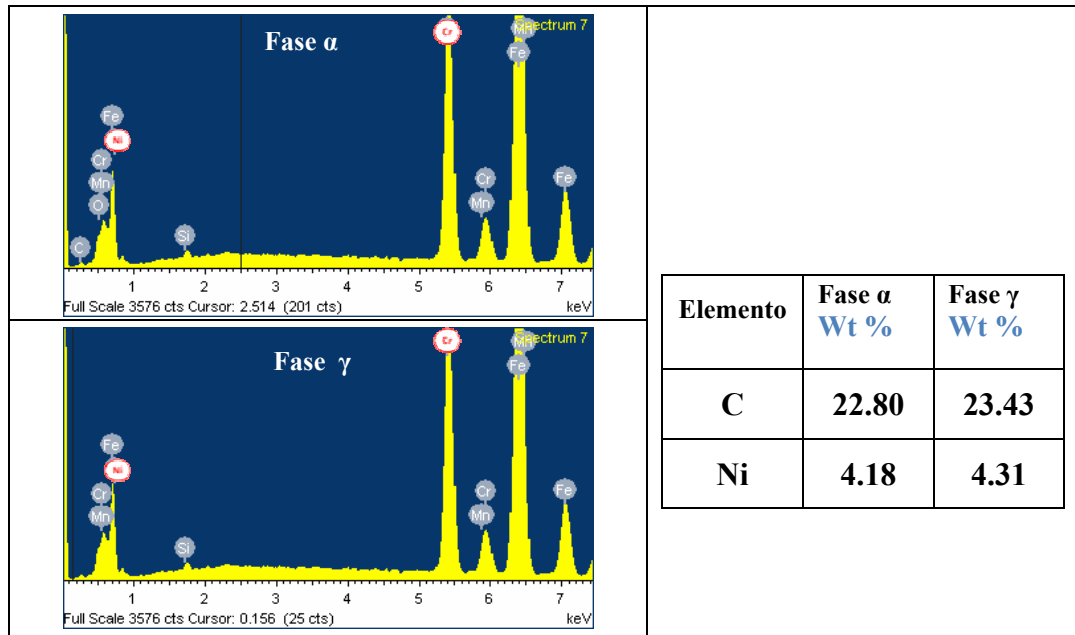 Fase α
Spectrum 7
Cr
Mn
Fe
Fe
Ni
Cr
Mn
O
Cr
Mn
Fe
Si
C
1 2 3 4 5 6 7
Full Scale 3576 cts Cursor: 2.514 (201 cts) keV
Fase γ
Spectrum 7
Cr
Mn
Fe
Fe
Ni
Cr
Mn
Cr
Mn
Fe
Si
1 2 3 4 5 6 7
Full Scale 3576 cts Cursor: 0.156 (25 cts) keV
Elemento Fase α Wt % Fase γ Wt %
C 22.80 23.43
Ni 4.18 4.31